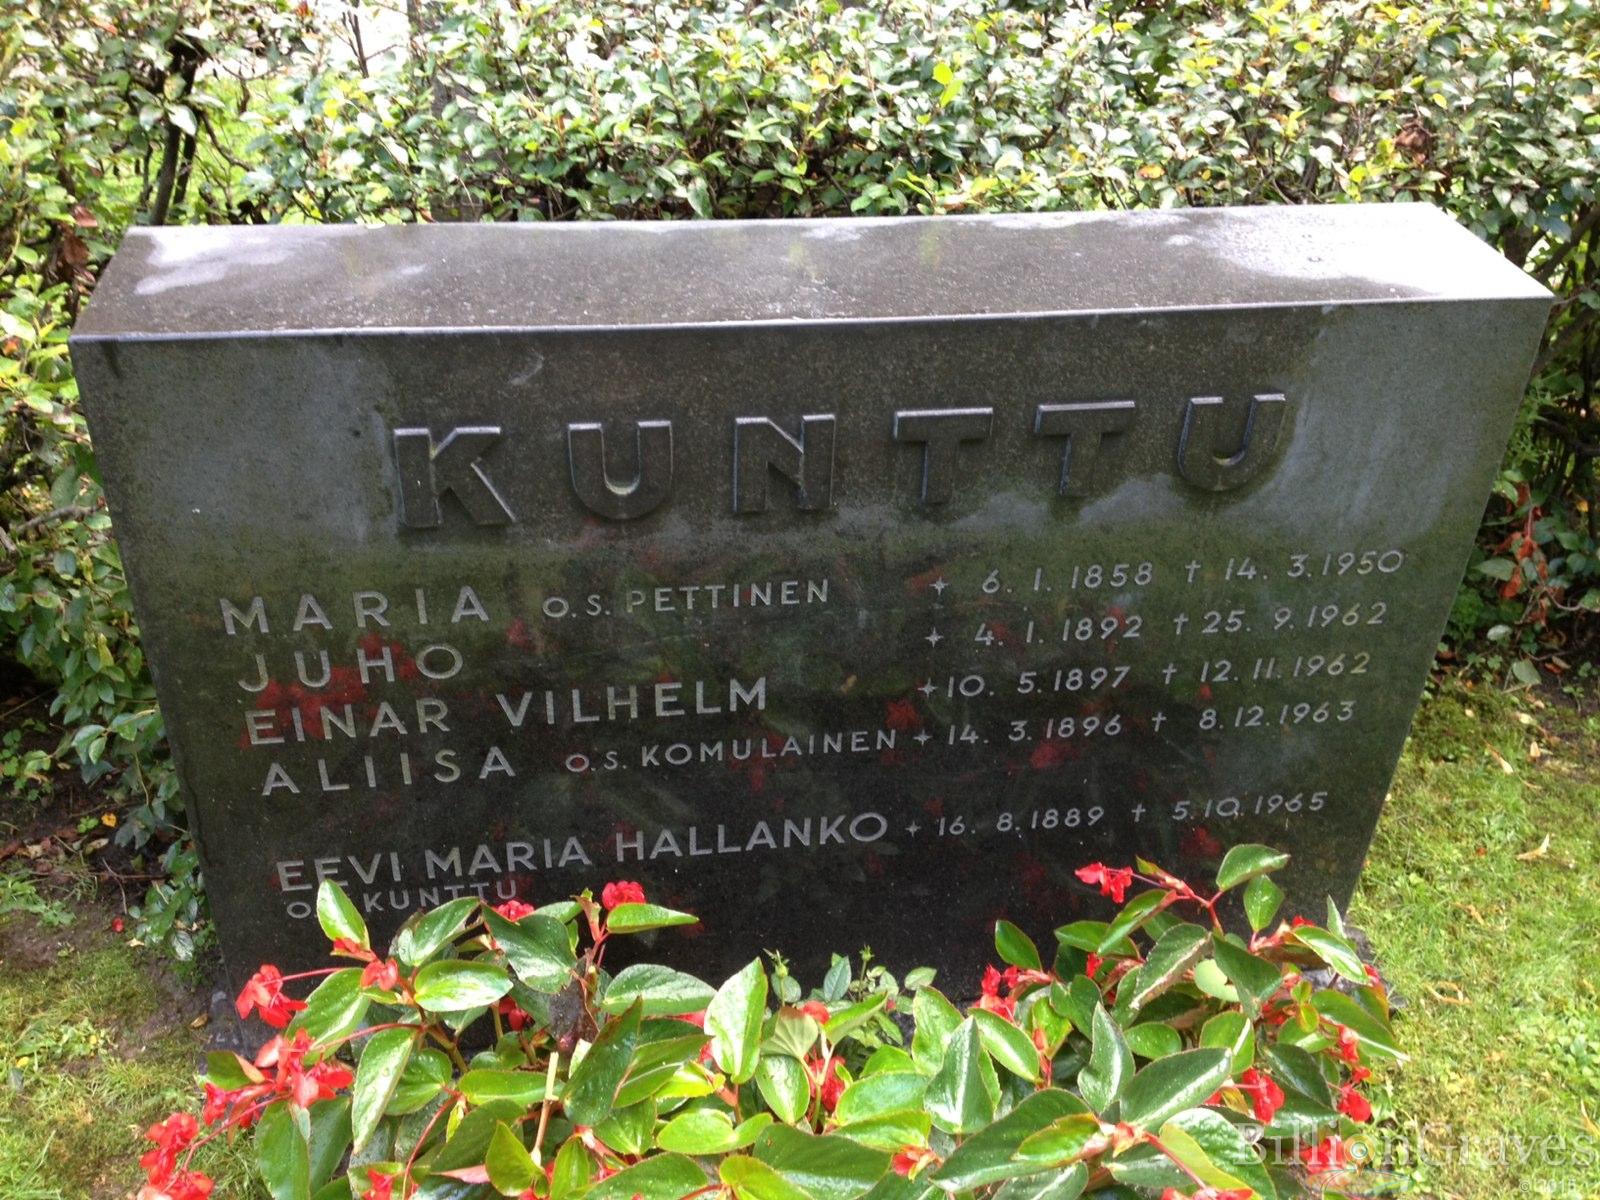 KUNTTU
MARIA O.S. PETTINEN ✦ 6. 1. 1858 † 14. 3. 1950
JUHO ✦ 4. 1. 1892 † 25. 9. 1962
EINAR VILHELM ✦ 10. 5. 1897 † 12. 11. 1962
ALIISA O.S. KOMULAINEN ✦ 14. 3. 1896 † 8. 12. 1963
EEVI MARIA HALLANKO ✦ 16. 8. 1889 † 5. 10. 1965
O.S. KUNTTU
BillionGraves